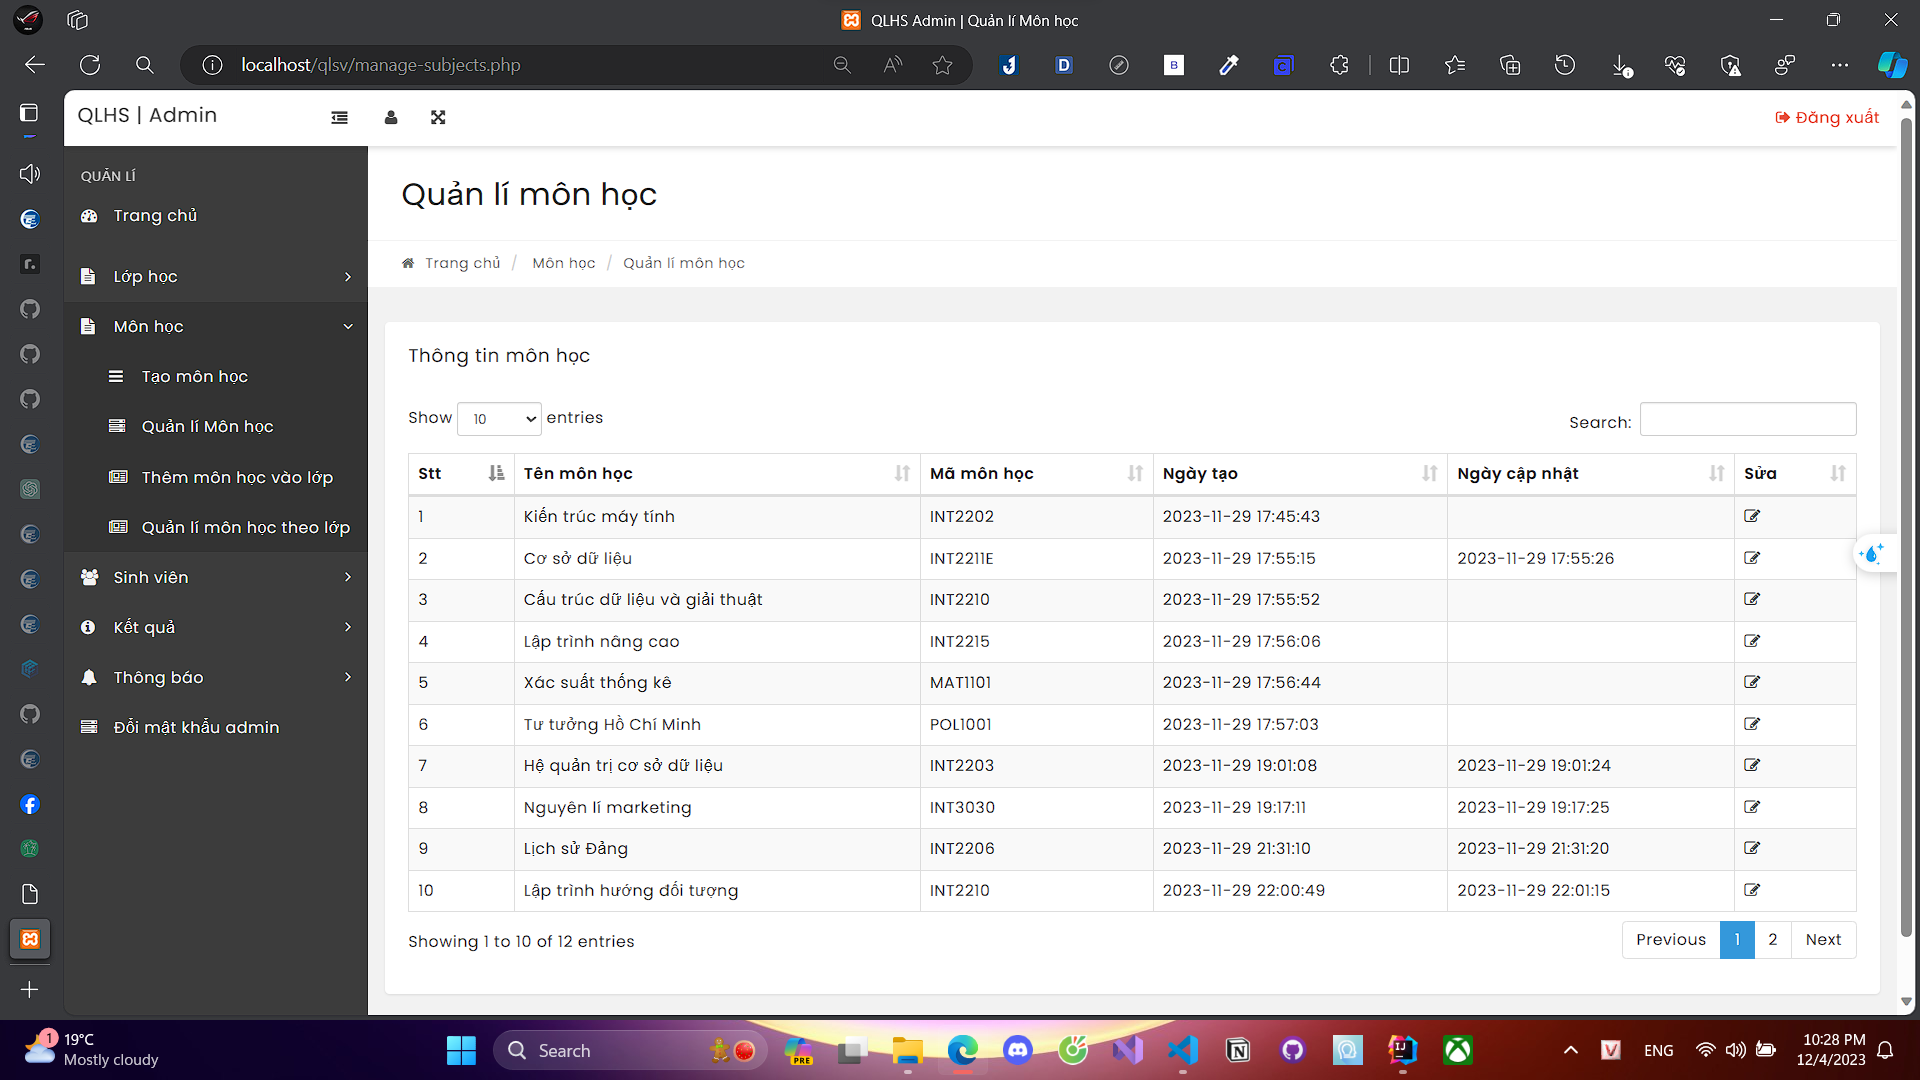 QLHS Admin | Quản lí Môn học
localhost/qlsv/manage-subjects.php
QLHS | Admin
Đăng xuất
QUẢN LÍ
Trang chủ
Lớp học
Môn học
Tạo môn học
Quản lí Môn học
Thêm môn học vào lớp
Quản lí môn học theo lớp
Sinh viên
Kết quả
Thông báo
Đổi mật khẩu admin
Quản lí môn học
Trang chủ / Môn học / Quản lí môn học
Thông tin môn học
Show 10 entries
Search:
Stt Tên môn học Mã môn học Ngày tạo Ngày cập nhật Sửa
1 Kiến trúc máy tính INT2202 2023-11-29 17:45:43
2 Cơ sở dữ liệu INT2211E 2023-11-29 17:55:15 2023-11-29 17:55:26
3 Cấu trúc dữ liệu và giải thuật INT2210 2023-11-29 17:55:52
4 Lập trình nâng cao INT2215 2023-11-29 17:56:06
5 Xác suất thống kê MAT1101 2023-11-29 17:56:44
6 Tư tưởng Hồ Chí Minh POL1001 2023-11-29 17:57:03
7 Hệ quản trị cơ sở dữ liệu INT2203 2023-11-29 19:01:08 2023-11-29 19:01:24
8 Nguyên lí marketing INT3030 2023-11-29 19:17:11 2023-11-29 19:17:25
9 Lịch sử Đảng INT2206 2023-11-29 21:31:10 2023-11-29 21:31:20
10 Lập trình hướng đối tượng INT2210 2023-11-29 22:00:49 2023-11-29 22:01:15
Showing 1 to 10 of 12 entries
Previous 1 2 Next
1
19°C
Mostly cloudy
Search
PRE
ENG
10:28 PM
12/4/2023